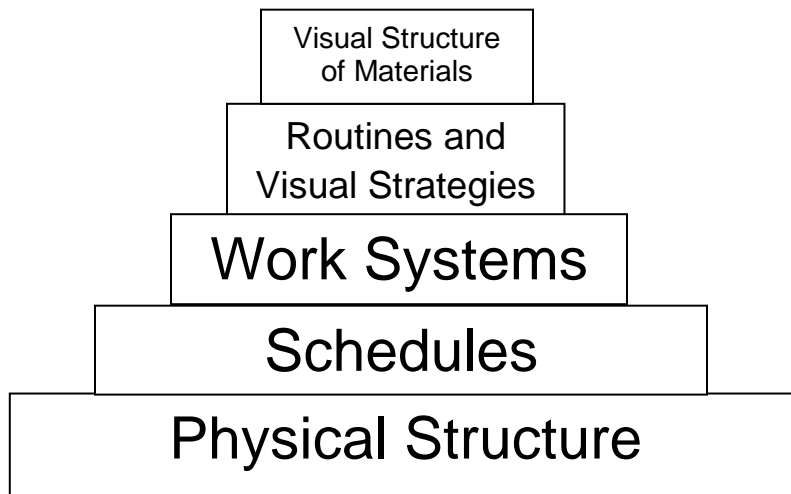 Visual Structure
of Materials
Routines and
Visual Strategies
Work Systems
Schedules
Physical Structure